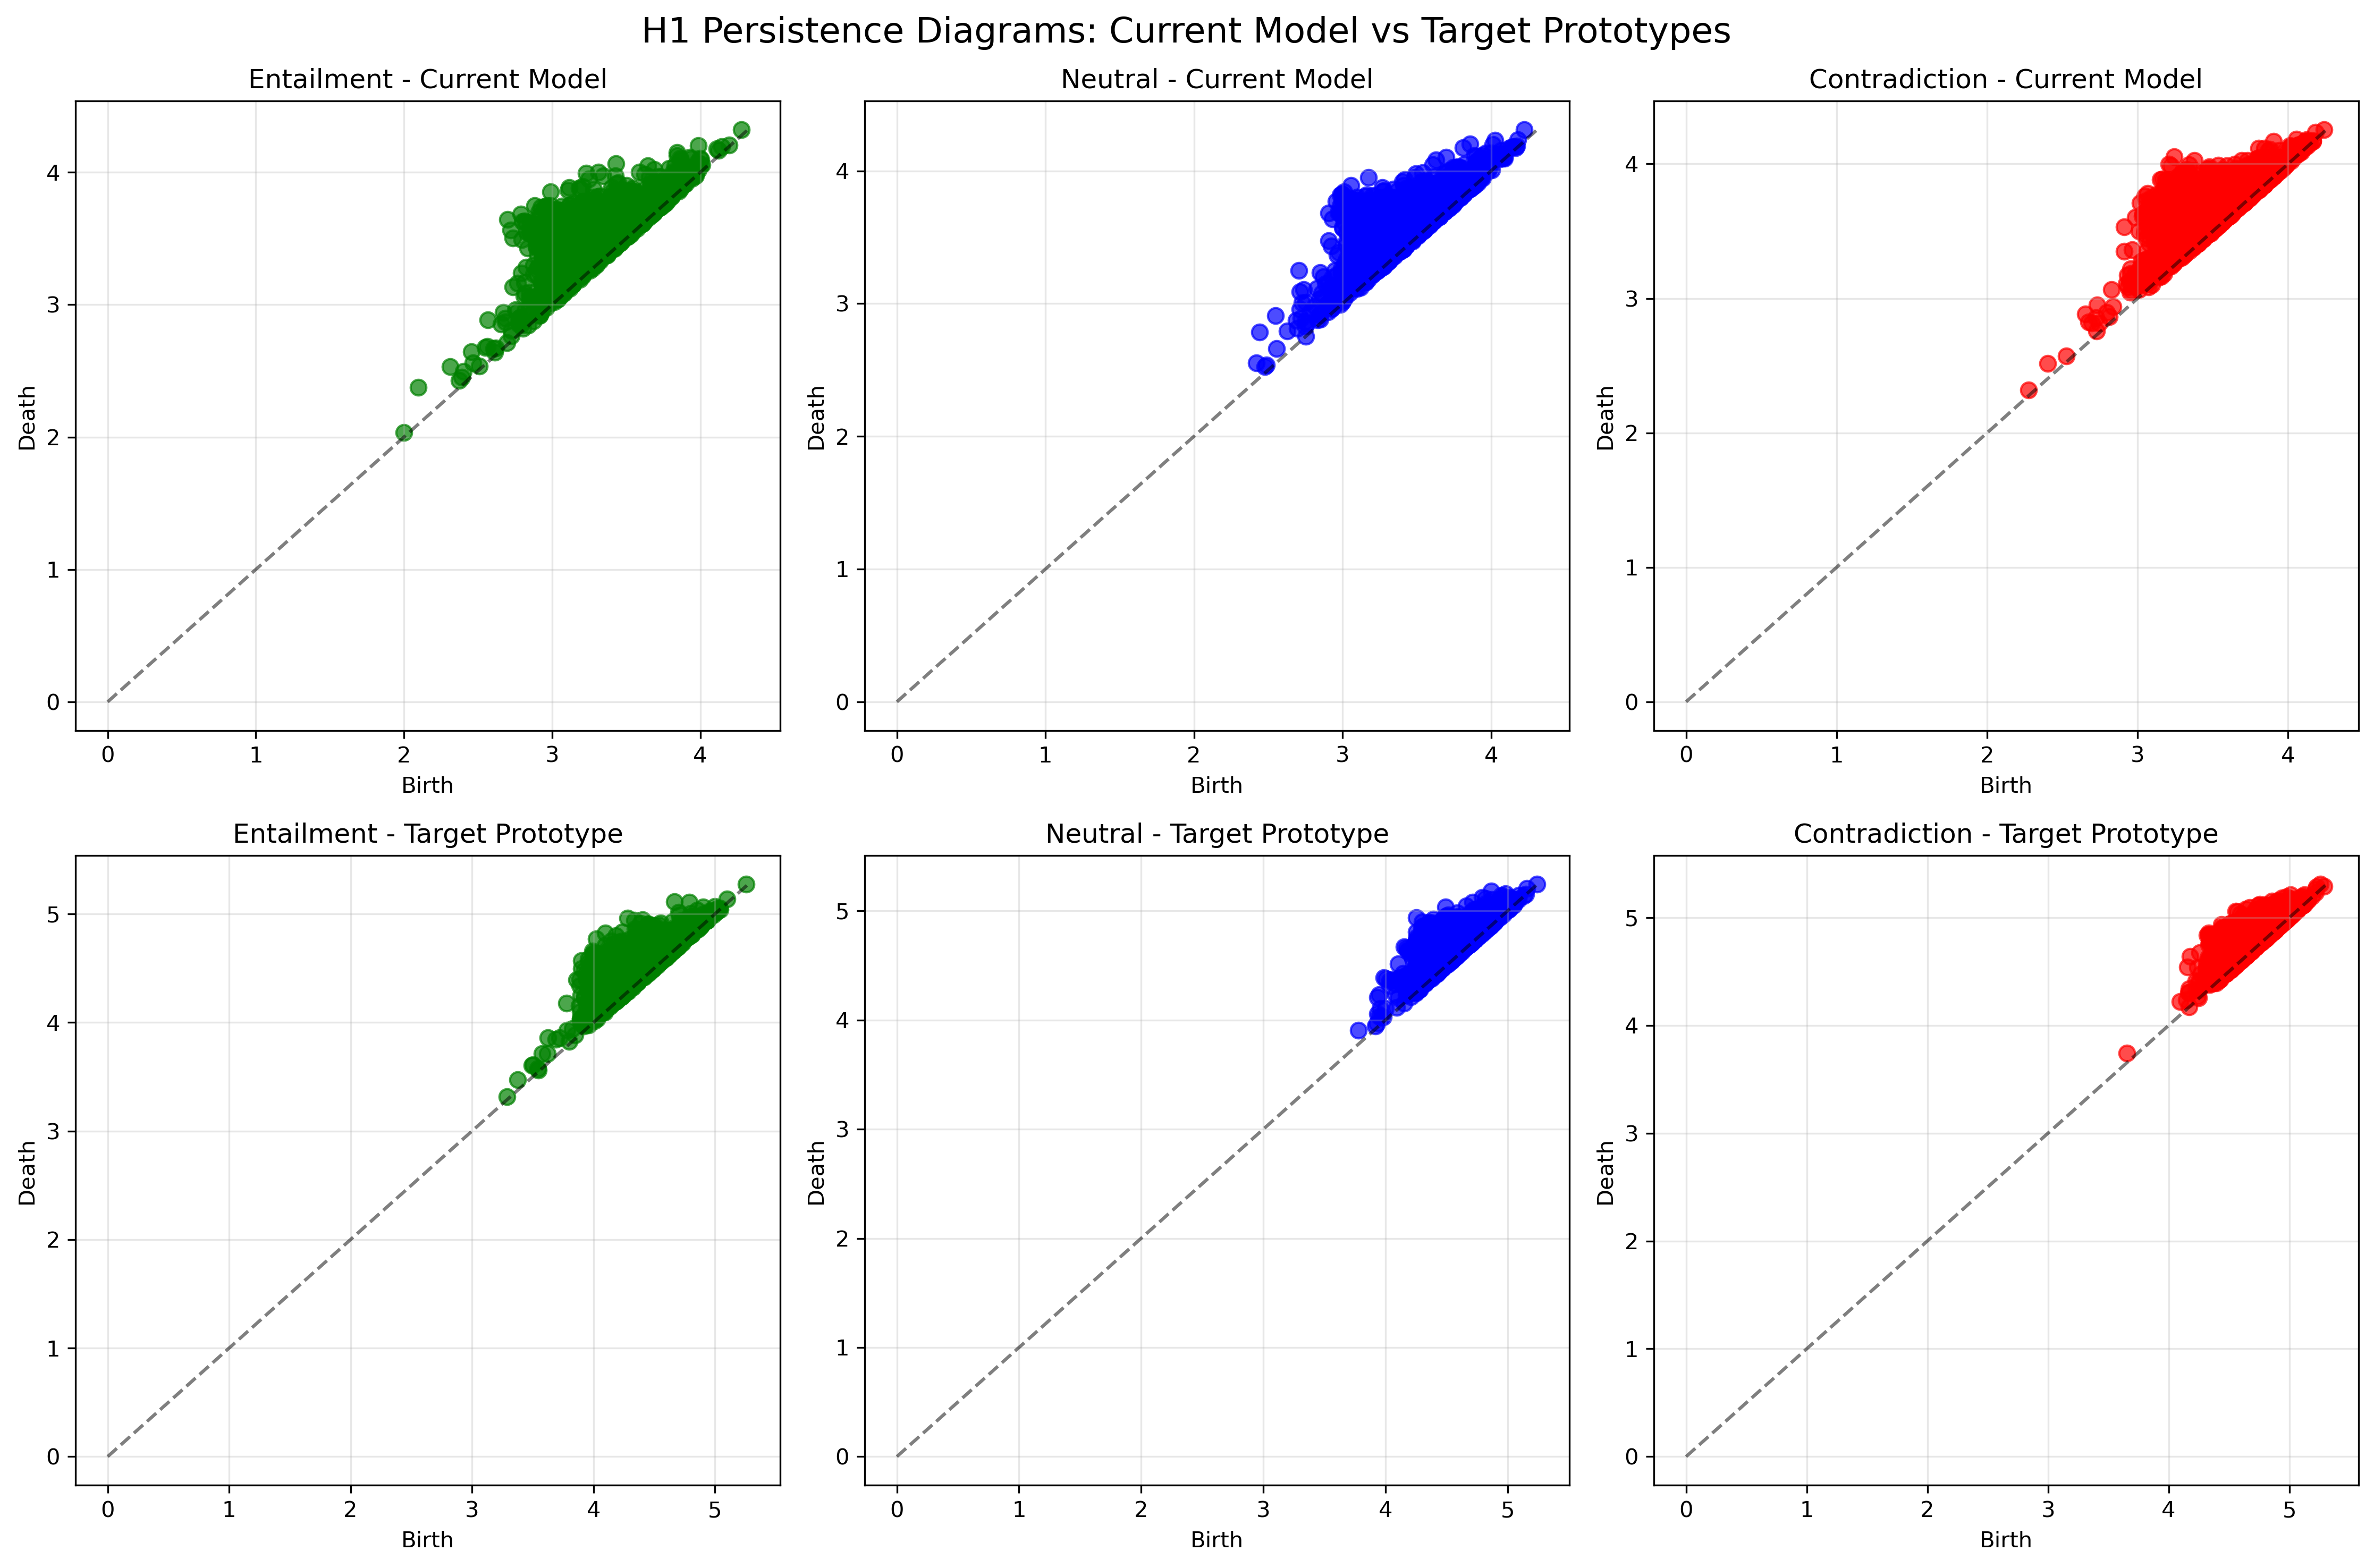 H1 Persistence Diagrams: Current Model vs Target Prototypes
Entailment - Current Model
Neutral - Current Model
Contradiction - Current Model
Death
4
3
2
1
0
0 1 2 3 4
Birth
Death
4
3
2
1
0
0 1 2 3 4
Birth
Death
4
3
2
1
0
0 1 2 3 4
Birth
Entailment - Target Prototype
Neutral - Target Prototype
Contradiction - Target Prototype
Death
5
4
3
2
1
0
0 1 2 3 4 5
Birth
Death
5
4
3
2
1
0
0 1 2 3 4 5
Birth
Death
5
4
3
2
1
0
0 1 2 3 4 5
Birth